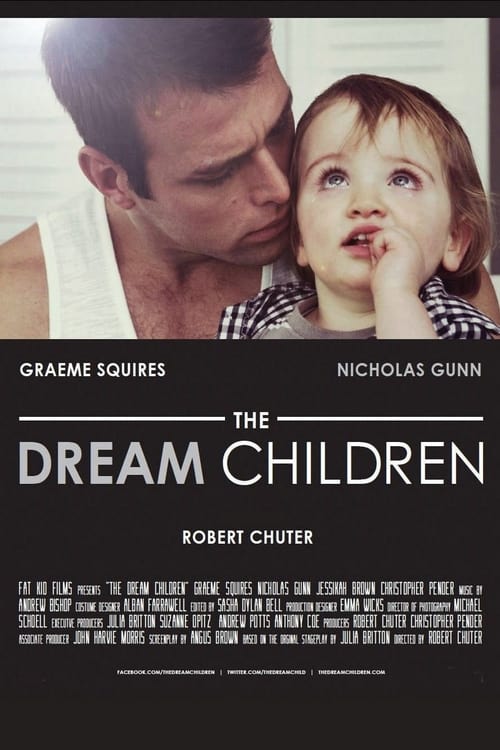 GRAEME SQUIRES NICHOLAS GUNN
THE
DREAM CHILDREN
ROBERT CHUTER
FAT KID FILMS PRESENTS "THE DREAM CHILDREN" GRAEME SQUIRES NICHOLAS GUNN JESSIKAH BROWN CHRISTOPHER PENDER MUSIC BY
ANDREW BISHOP COSTUME DESIGNER ALBAN FARRAWELL EDITED BY SASHA DYLAN BELL PRODUCTION DESIGNER EMMA WICKS DIRECTOR OF PHOTOGRAPHY MICHAEL
SCHOELL EXECUTIVE PRODUCERS JULIA BRITTON SUZANNE OPITZ ANDREW POTTS ANTHONY COE PRODUCERS ROBERT CHUTER CHRISTOPHER PENDER
ASSOCIATE PRODUCER JOHN HARVIE MORRIS SCREENPLAY BY ANGUS BROWN BASED ON THE ORGINAL STAGEPLAY BY JULIA BRITTON DIRECTED BY ROBERT CHUTER
FACEBOOK.COM/THEDREAMCHILDREN | TWITTER.COM/THEDREAMCHILD | THEDREAMCHILDREN.COM